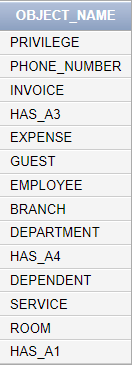 OBJECT_NAME
PRIVILEGE
PHONE_NUMBER
INVOICE
HAS_A3
EXPENSE
GUEST
EMPLOYEE
BRANCH
DEPARTMENT
HAS_A4
DEPENDENT
SERVICE
ROOM
HAS_A1